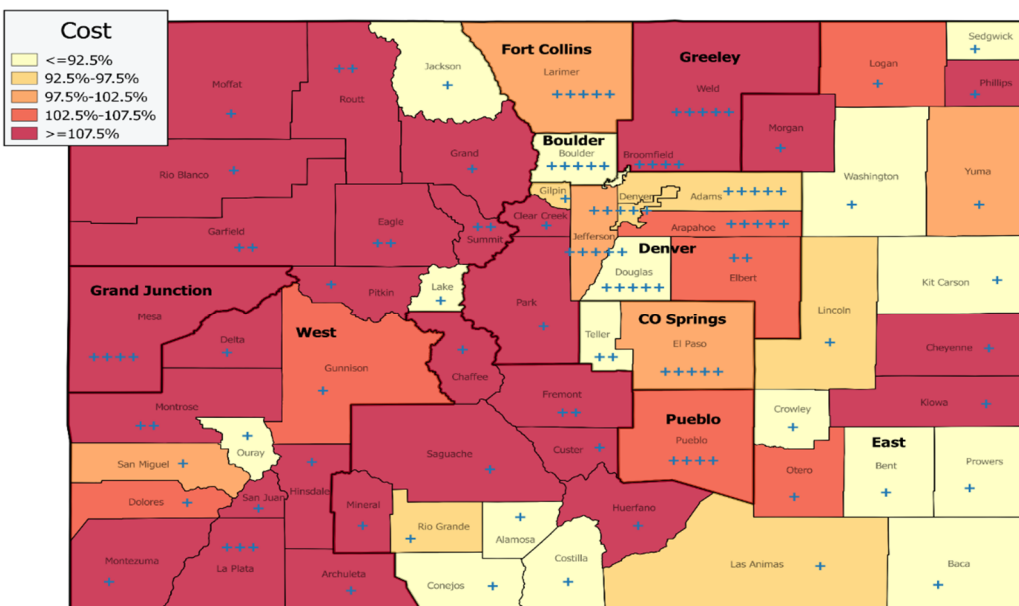 Cost
<=92.5%
92.5%-97.5%
97.5%-102.5%
102.5%-107.5%
>=107.5%
Sedgwick
Fort Collins
Greeley
Jackson
Larimer
Logan
Moffat
Routt
Weld
Phillips
Morgan
Boulder
Boulder
Broomfield
Grand
Rio Blanco
Washington
Yuma
Gilpin
Denver
Adams
Clear Creek
Eagle
Garfield
Summit
Jefferson
Arapahoe
Denver
Douglas
Elbert
Kit Carson
Grand Junction
Pitkin
Lake
Park
Mesa
Lincoln
CO Springs
West
Teller
El Paso
Delta
Cheyenne
Gunnison
Chaffee
Fremont
Kiowa
Montrose
Crowley
Pueblo
Pueblo
East
Ouray
Custer
Saguache
San Miguel
Bent
Prowers
Otero
Hinsdale
San Juan
Dolores
Mineral
Huerfano
Rio Grande
Alamosa
Montezuma
La Plata
Archuleta
Costilla
Conejos
Las Animas
Baca